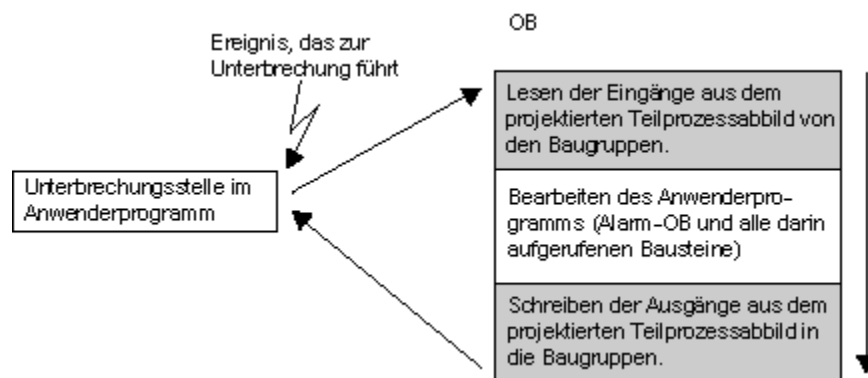 OB
Ereignis, das zur
Unterbrechung führt
Lesen der Eingänge aus dem
projektierten Teilprozessabbild von
den Baugruppen.
Unterbrechungsstelle im
Anwenderprogramm
Bearbeiten des Anwenderpro-
gramms (Alarm-OB und alle darin
aufgerufenen Bausteine)
Schreiben der Ausgänge aus dem
projektierten Teilprozessabbild in
die Baugruppen.